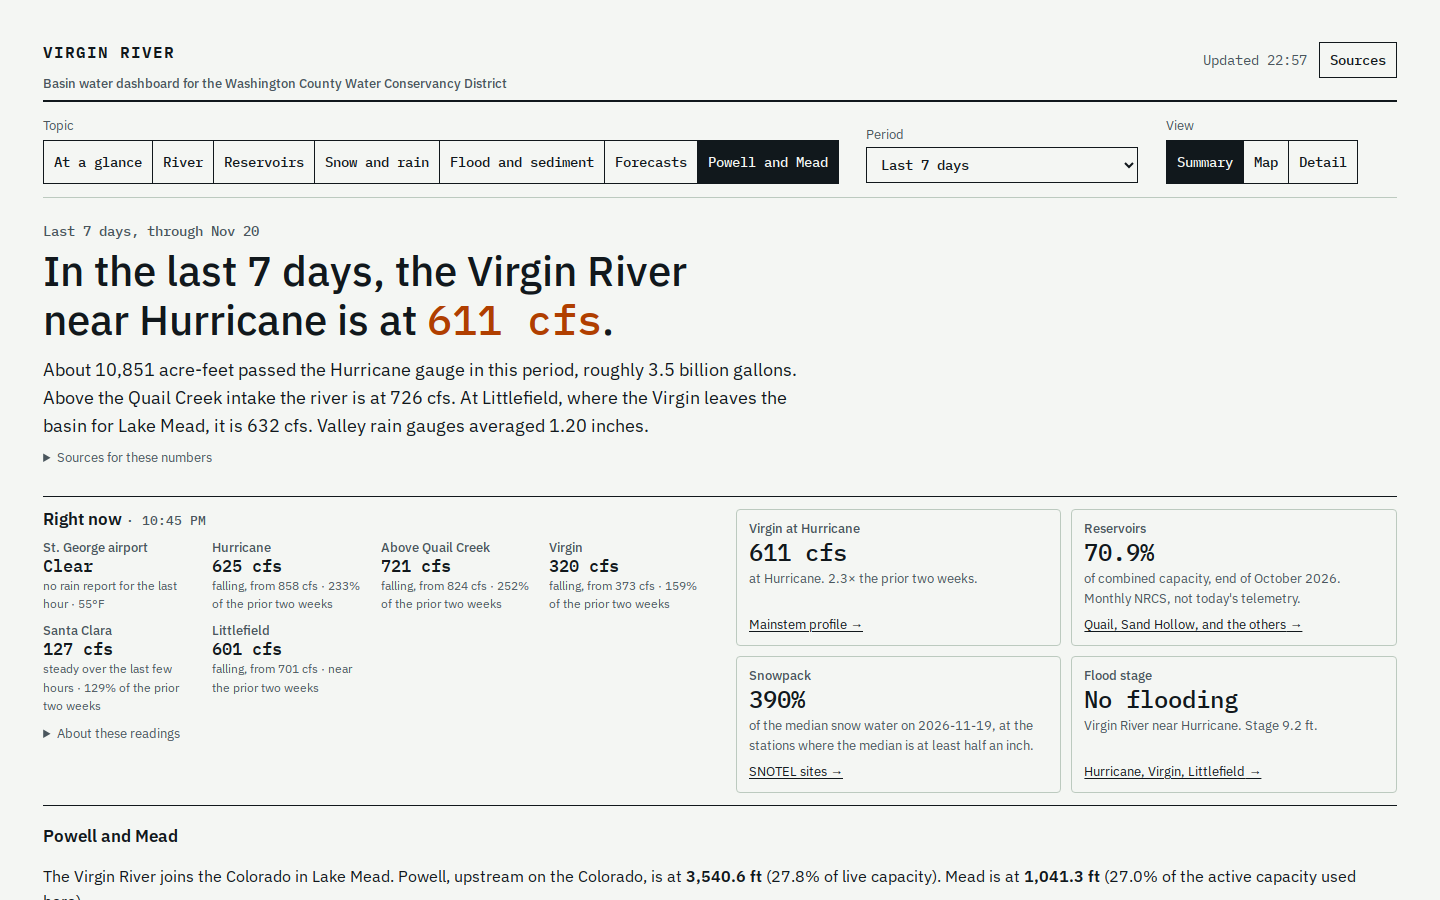 VIRGIN RIVER
Basin water dashboard for the Washington County Water Conservancy District
Updated 22:57
Sources
Topic
At a glance
River
Reservoirs
Snow and rain
Flood and sediment
Forecasts
Powell and Mead
Period
Last 7 days
View
Summary
Map
Detail
Last 7 days, through Nov 20
In the last 7 days, the Virgin River
near Hurricane is at 611 cfs.
About 10,851 acre-feet passed the Hurricane gauge in this period, roughly 3.5 billion gallons.
Above the Quail Creek intake the river is at 726 cfs. At Littlefield, where the Virgin leaves the
basin for Lake Mead, it is 632 cfs. Valley rain gauges averaged 1.20 inches.
▶ Sources for these numbers
Right now · 10:45 PM
St. George airport
Clear
no rain report for the last
hour · 55°F
Hurricane
625 cfs
falling, from 858 cfs · 233%
of the prior two weeks
Above Quail Creek
721 cfs
falling, from 824 cfs · 252%
of the prior two weeks
Virgin
320 cfs
falling, from 373 cfs · 159%
of the prior two weeks
Santa Clara
127 cfs
steady over the last few
hours · 129% of the prior
two weeks
Littlefield
601 cfs
falling, from 701 cfs · near
the prior two weeks
▶ About these readings
Virgin at Hurricane
611 cfs
at Hurricane. 2.3× the prior two weeks.
Mainstem profile →
Reservoirs
70.9%
of combined capacity, end of October 2026.
Monthly NRCS, not today's telemetry.
Quail, Sand Hollow, and the others →
Snowpack
390%
of the median snow water on 2026-11-19, at the
stations where the median is at least half an inch.
SNOTEL sites →
Flood stage
No flooding
Virgin River near Hurricane. Stage 9.2 ft.
Hurricane, Virgin, Littlefield →
Powell and Mead
The Virgin River joins the Colorado in Lake Mead. Powell, upstream on the Colorado, is at 3,540.6 ft (27.8% of live capacity). Mead is at 1,041.3 ft (27.0% of the active capacity used